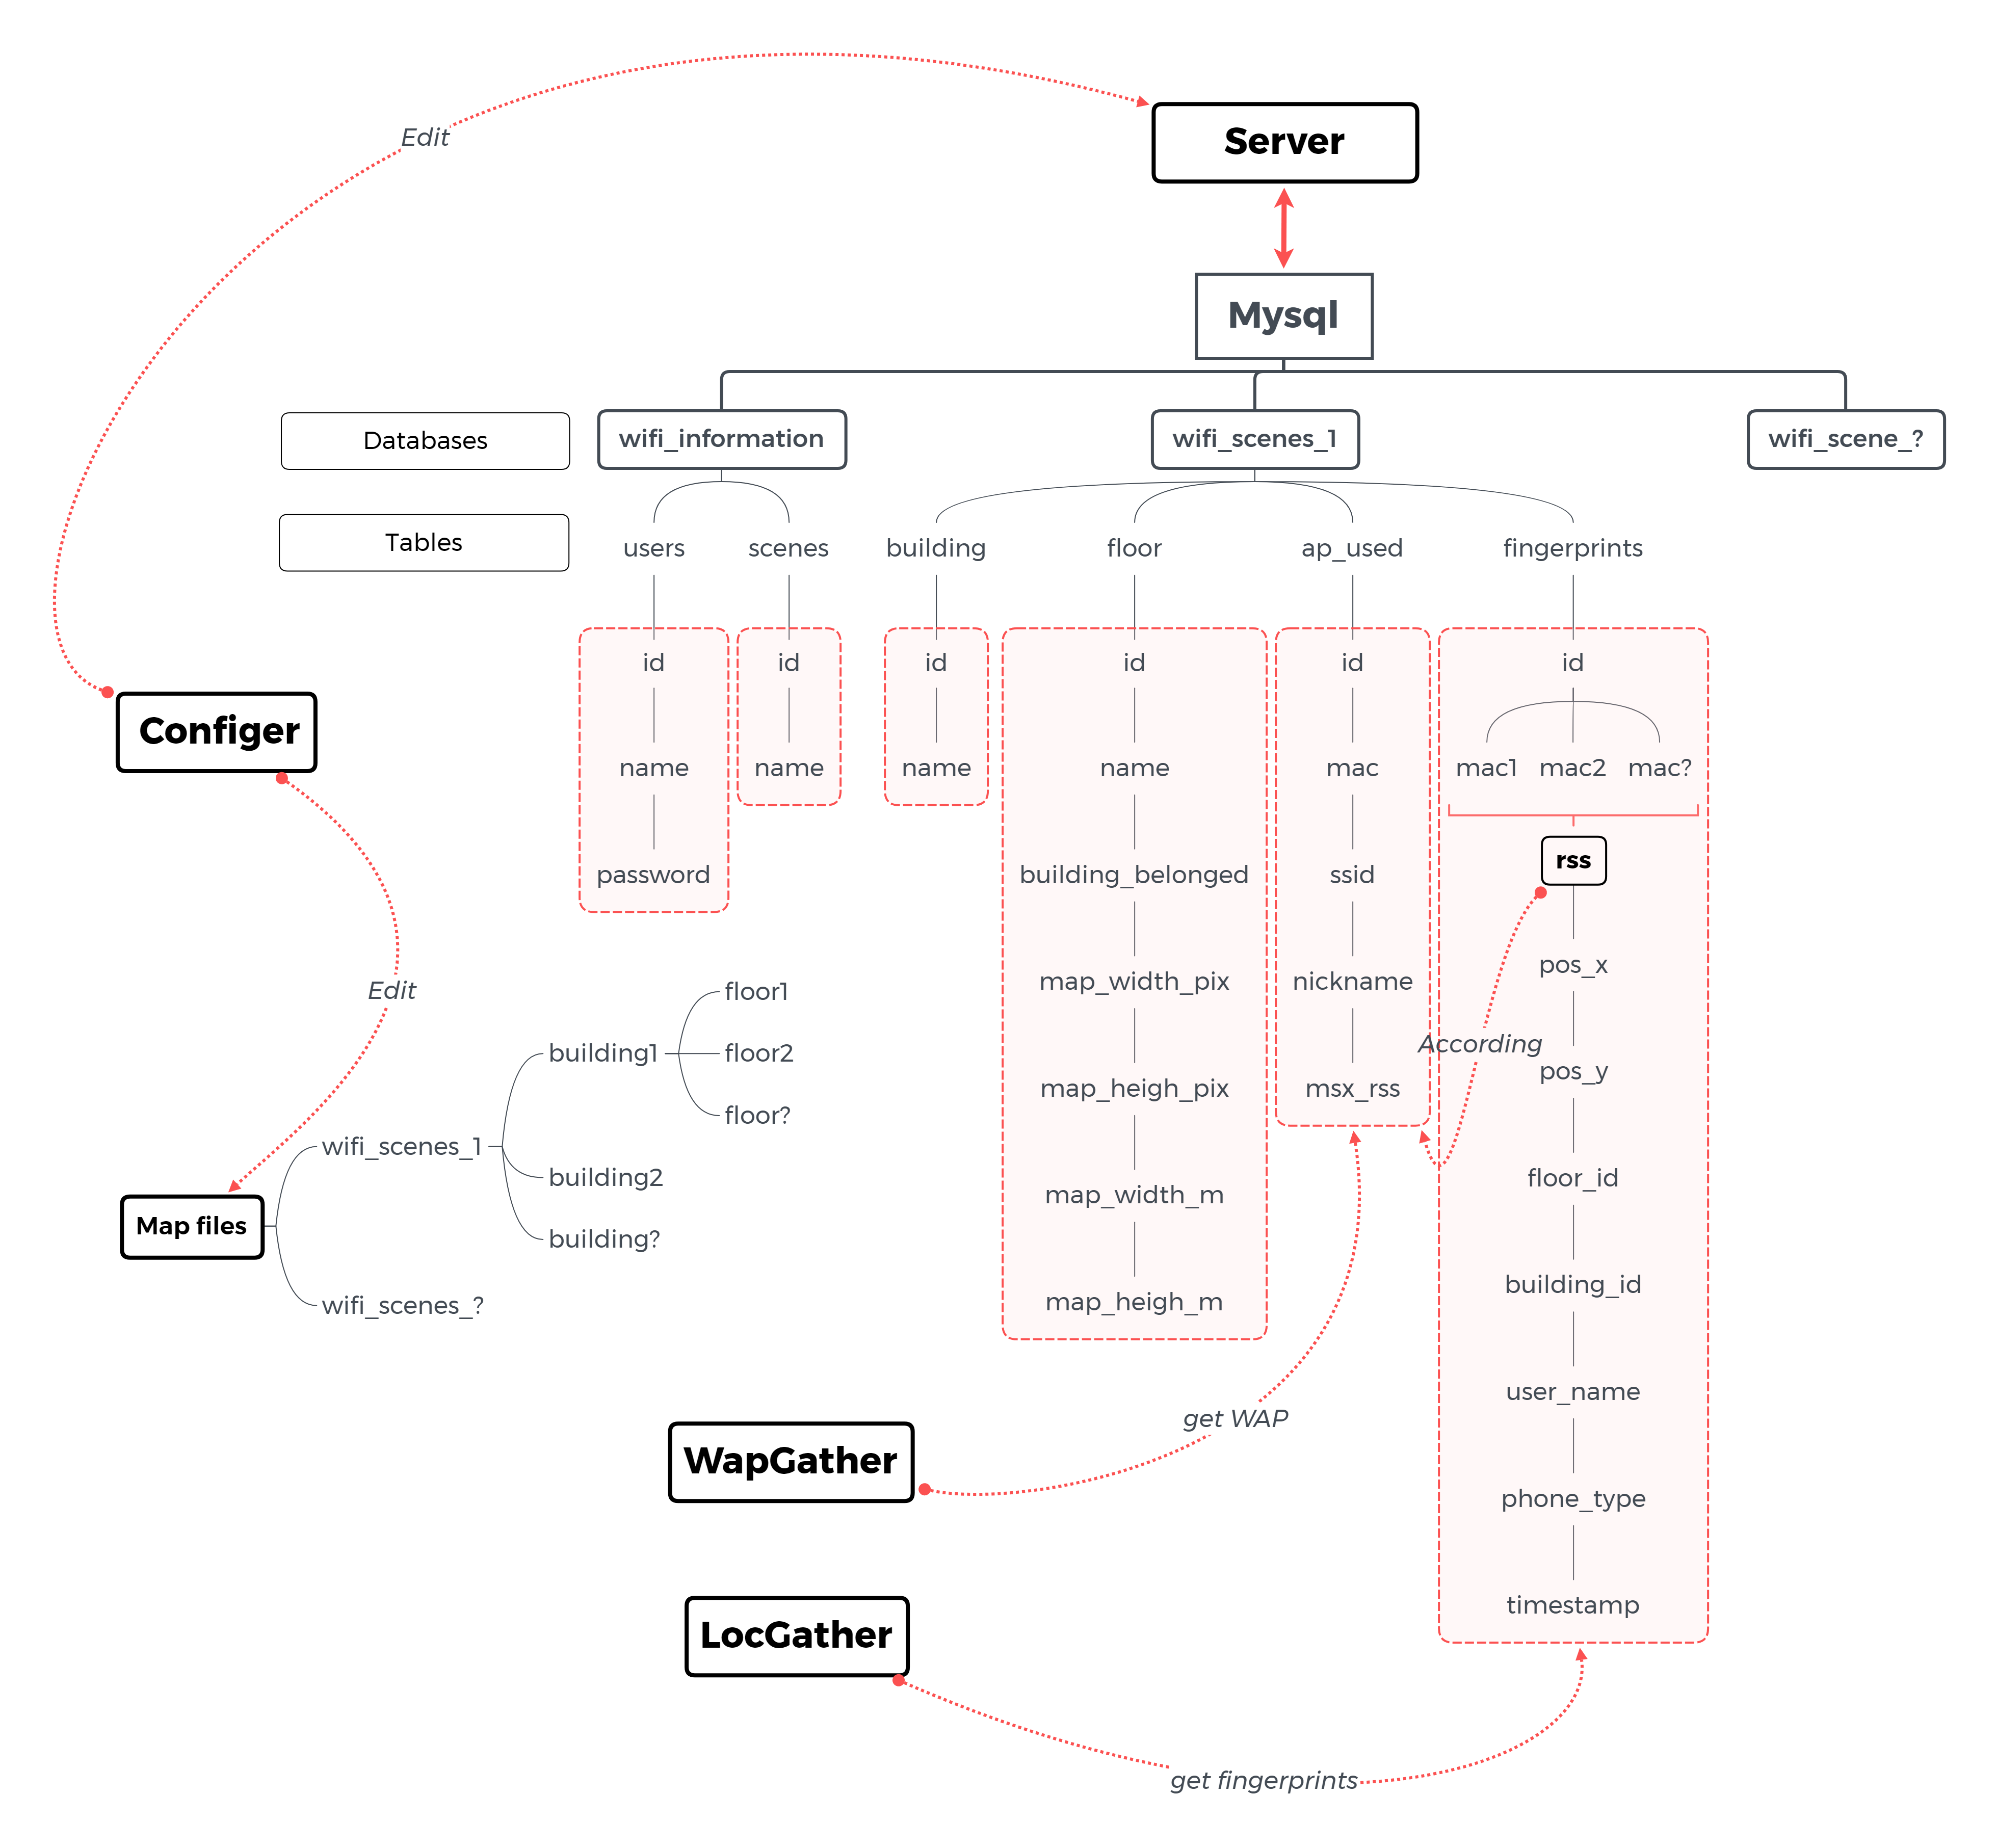 Edit
Server
Mysql
Databases
wifi_information
wifi_scenes_1
wifi_scene_?
Tables
users
scenes
building
floor
ap_used
fingerprints
id
id
id
id
id
id
Configer
name
name
name
name
mac
mac1
mac2
mac?
password
building_belonged
ssid
rss
pos_x
Edit
floor1
map_width_pix
nickname
According
building1
floor2
pos_y
map_heigh_pix
msx_rss
floor?
wifi_scenes_1
building2
floor_id
map_width_m
Map files
building?
building_id
wifi_scenes_?
map_heigh_m
user_name
get WAP
WapGather
phone_type
timestamp
LocGather
get fingerprints